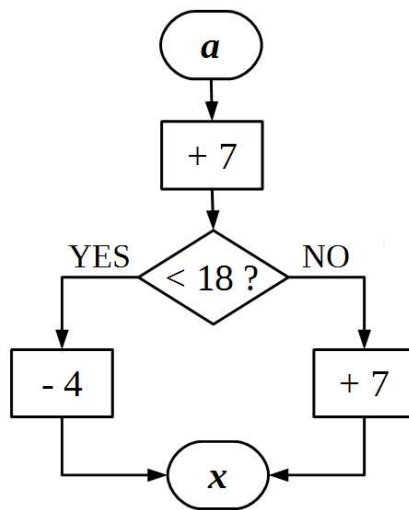 a
+ 7
YES
< 18 ?
NO
- 4
+ 7
x